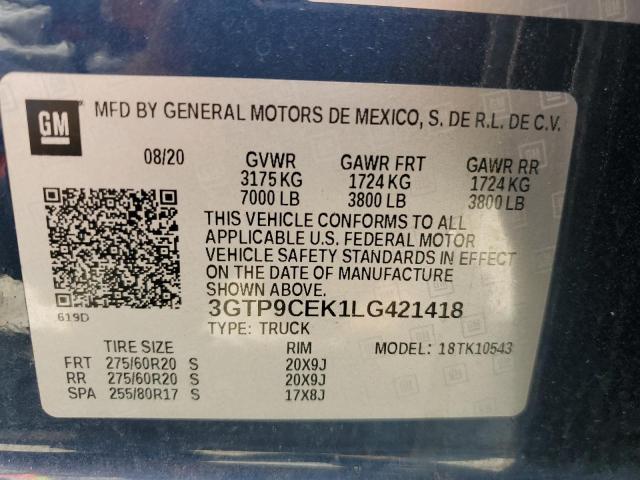 GM
MFD BY GENERAL MOTORS DE MEXICO, S. DE R.L. DE C.V.
08/20 GVWR GAWR FRT GAWR RR
3175 KG 1724 KG 1724 KG
7000 LB 3800 LB 3800 LB
THIS VEHICLE CONFORMS TO ALL
APPLICABLE U.S. FEDERAL MOTOR
VEHICLE SAFETY STANDARDS IN EFFECT
ON THE DATE OF MANUFACTURE
SHOWN ABOVE.
619D 3GTP9CEK1LG421418
TYPE: TRUCK
TIRE SIZE RIM MODEL: 18TK10543
FRT 275/60R20 S 20X9J
RR 275/60R20 S 20X9J
SPA 255/80R17 S 17X8J